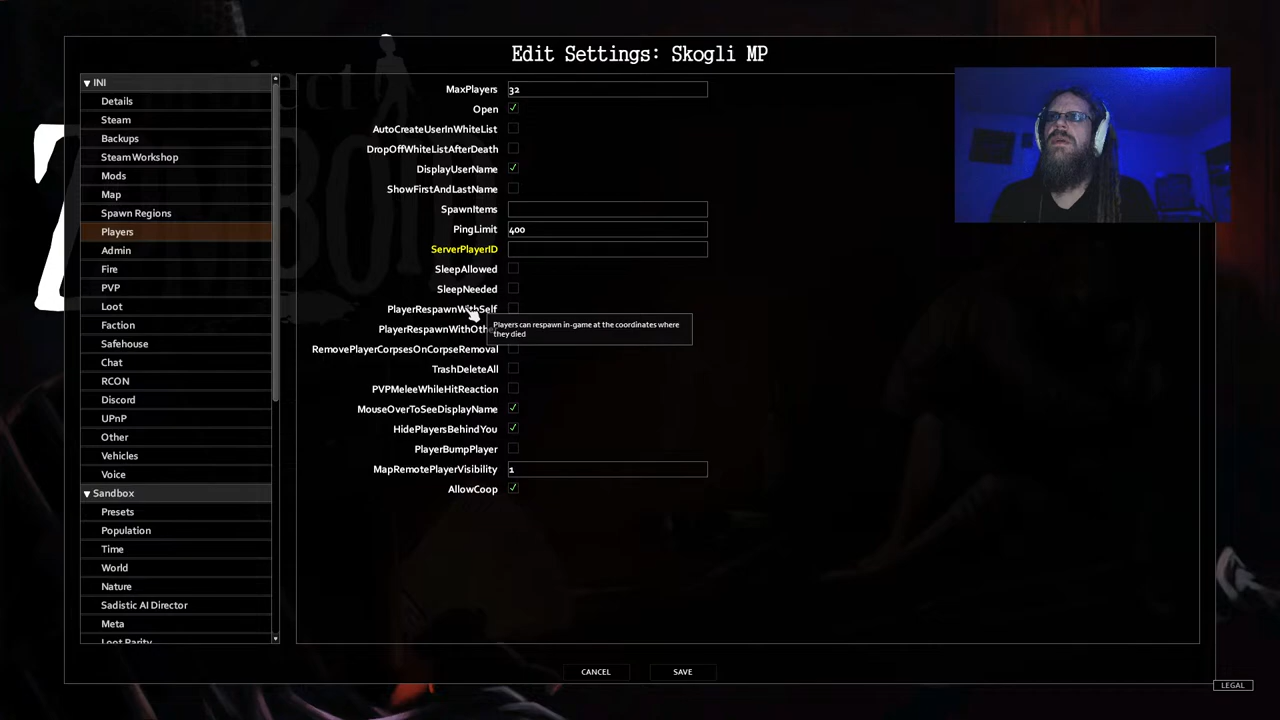 Edit Settings: Skogli MP
INI
Details
Steam
Backups
Steam Workshop
Mods
Map
Spawn Regions
Players
Admin
Fire
PVP
Loot
Faction
Safehouse
Chat
RCON
Discord
UPnP
Other
Vehicles
Voice
Sandbox
Presets
Population
Time
World
Nature
Sadistic AI Director
Meta
Loot Rarity
MaxPlayers 32
Open
AutoCreateUserInWhiteList
DropOffWhiteListAfterDeath
DisplayUserName
ShowFirstAndLastName
SpawnItems
PingLimit 400
ServerPlayerID
SleepAllowed
SleepNeeded
PlayerRespawnWithSelf
PlayerRespawnWithOthe
Players can respawn in-game at the coordinates where
they died
RemovePlayerCorpsesOnCorpseRemoval
TrashDeleteAll
PVPMeleeWhileHitReaction
MouseOverToSeeDisplayName
HidePlayersBehindYou
PlayerBumpPlayer
MapRemotePlayerVisibility 1
AllowCoop
CANCEL
SAVE
LEGAL